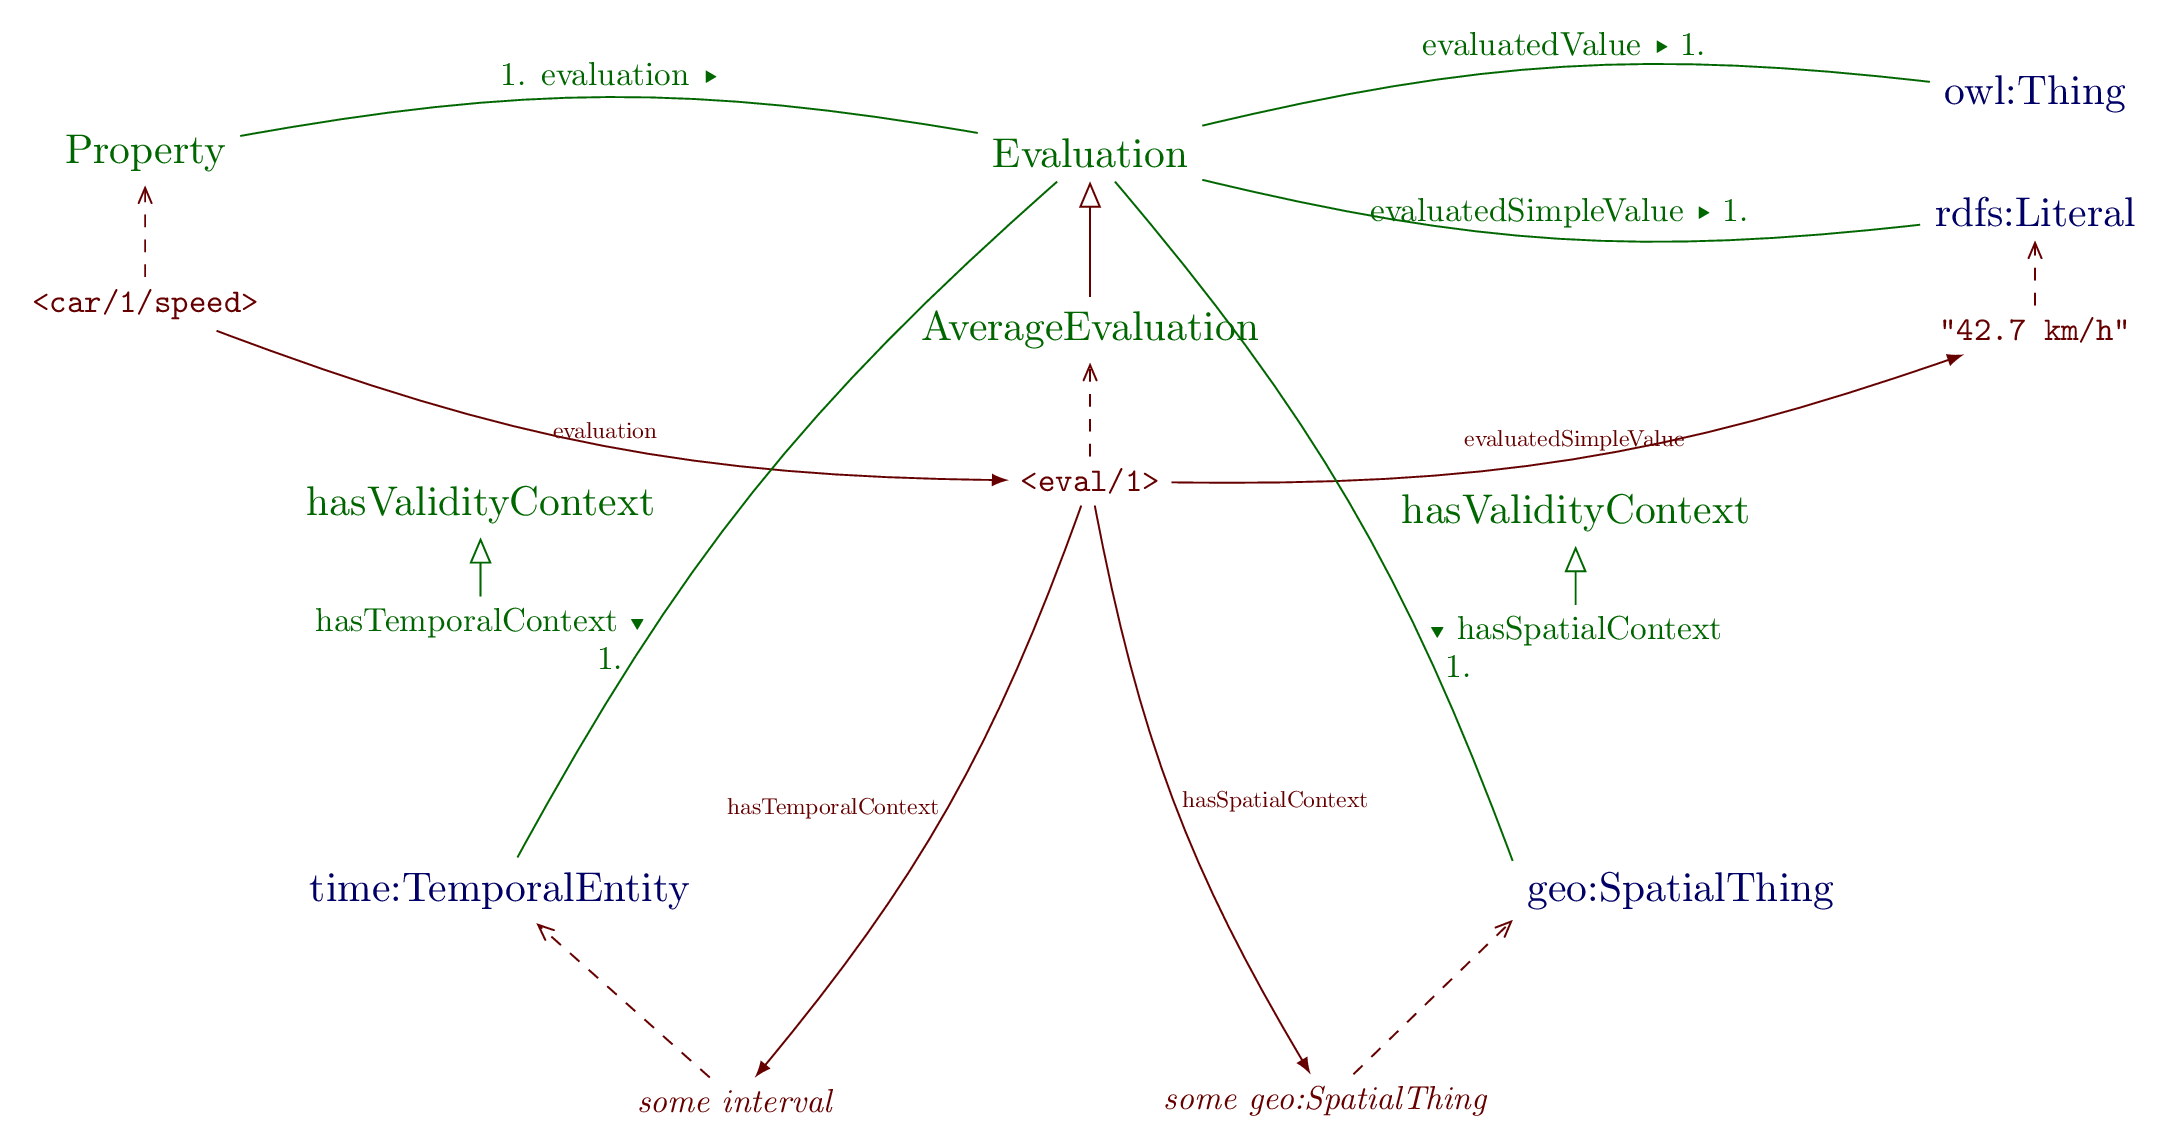 evaluatedValue ▸ 1.
1. evaluation ▸
owl:Thing
Property
Evaluation
evaluatedSimpleValue ▸ 1.
rdfs:Literal
<car/1/speed>
AverageEvaluation
"42.7 km/h"
evaluation
evaluatedSimpleValue
<eval/1>
hasValidityContext
hasValidityContext
hasTemporalContext ▾
1.
▾ hasSpatialContext
1.
hasTemporalContext
hasSpatialContext
time:TemporalEntity
geo:SpatialThing
some interval
some geo:SpatialThing